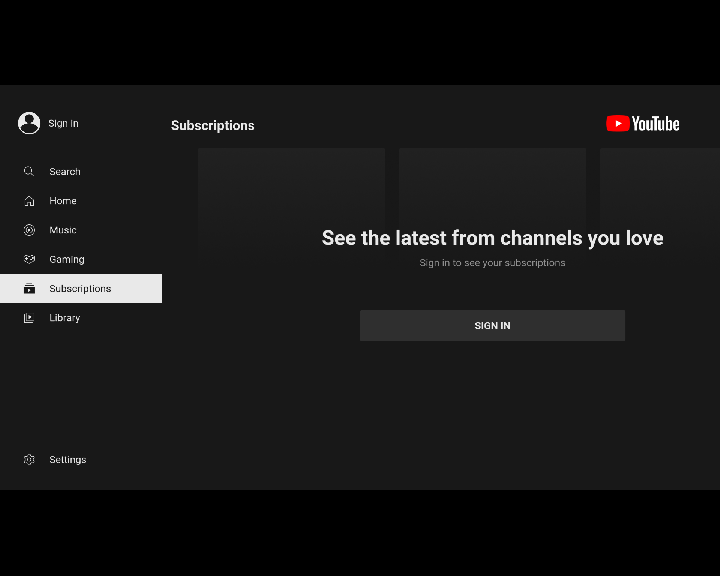 Sign in
Search
Home
Music
Gaming
Subscriptions
Library
Settings
Subscriptions
YouTube
See the latest from channels you love
Sign in to see your subscriptions
SIGN IN